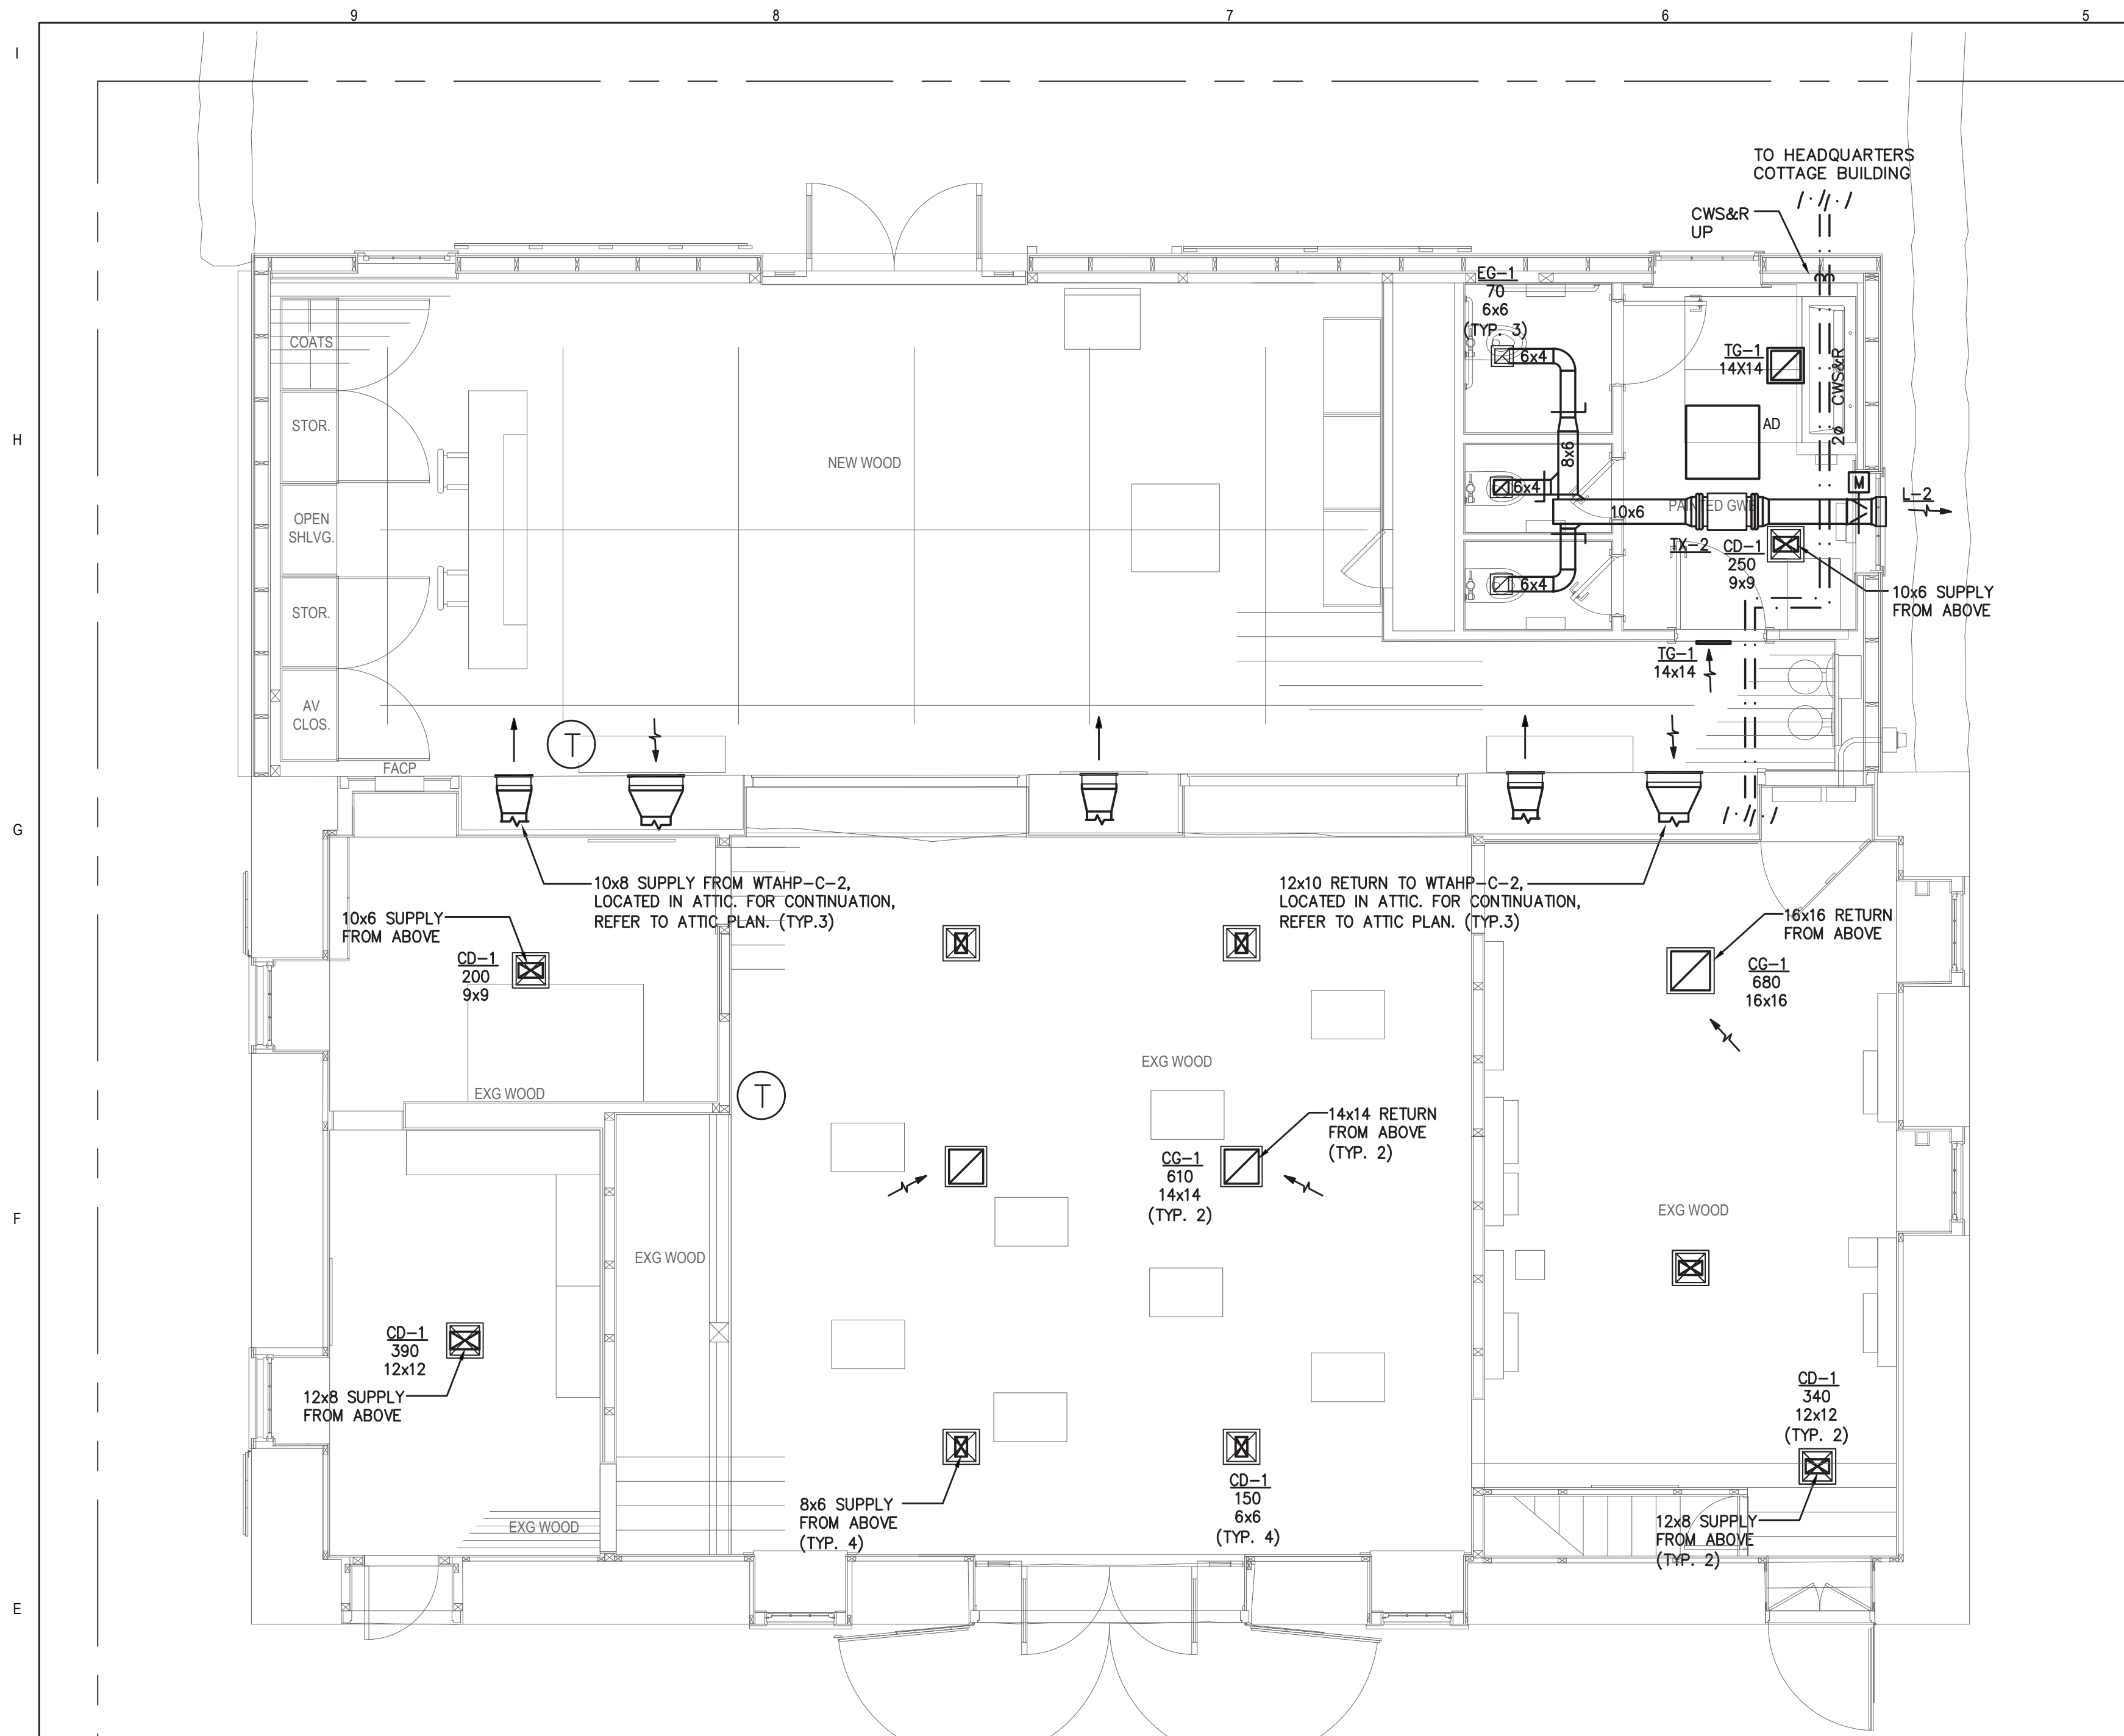 9
8
7
6
5
I
H
G
F
E
TO HEADQUARTERS
COTTAGE BUILDING
CWS&R
UP
3
EG-1
70
6x6
(TYP. 3)
6x4
COATS
TG-1
14X14
2ø CWS&R
STOR.
AD
8x6
NEW WOOD
6x4
M
L-2
OPEN
SHLVG.
PAINTED GWB
10x6
TX-2
CD-1
250
9x9
6x4
10x6 SUPPLY
FROM ABOVE
STOR.
TG-1
14x14
AV
CLOS.
T
FACP
10x8 SUPPLY FROM WTAHP-C-2,
LOCATED IN ATTIC. FOR CONTINUATION,
REFER TO ATTIC PLAN. (TYP.3)
12x10 RETURN TO WTAHP-C-2,
LOCATED IN ATTIC. FOR CONTINUATION,
REFER TO ATTIC PLAN. (TYP.3)
10x6 SUPPLY
FROM ABOVE
16x16 RETURN
FROM ABOVE
CD-1
200
9x9
CG-1
680
16x16
EXG WOOD
EXG WOOD
T
14x14 RETURN
FROM ABOVE
(TYP. 2)
CG-1
610
14x14
(TYP. 2)
EXG WOOD
EXG WOOD
CD-1
390
12x12
12x8 SUPPLY
FROM ABOVE
CD-1
340
12x12
(TYP. 2)
CD-1
150
6x6
(TYP. 4)
8x6 SUPPLY
FROM ABOVE
(TYP. 4)
12x8 SUPPLY
FROM ABOVE
(TYP. 2)
EXG WOOD